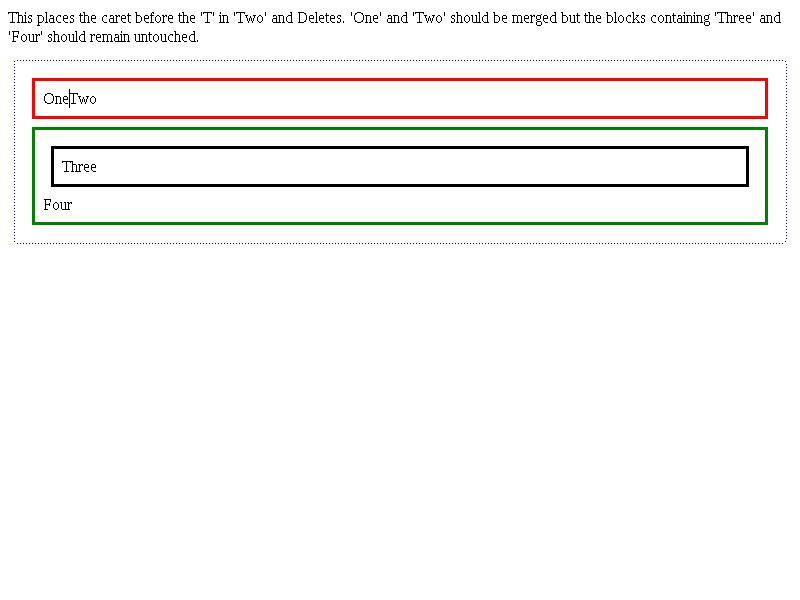 This places the caret before the 'T' in 'Two' and Deletes. 'One' and 'Two' should be merged but the blocks containing 'Three' and
'Four' should remain untouched.
OneTwo
Three
Four